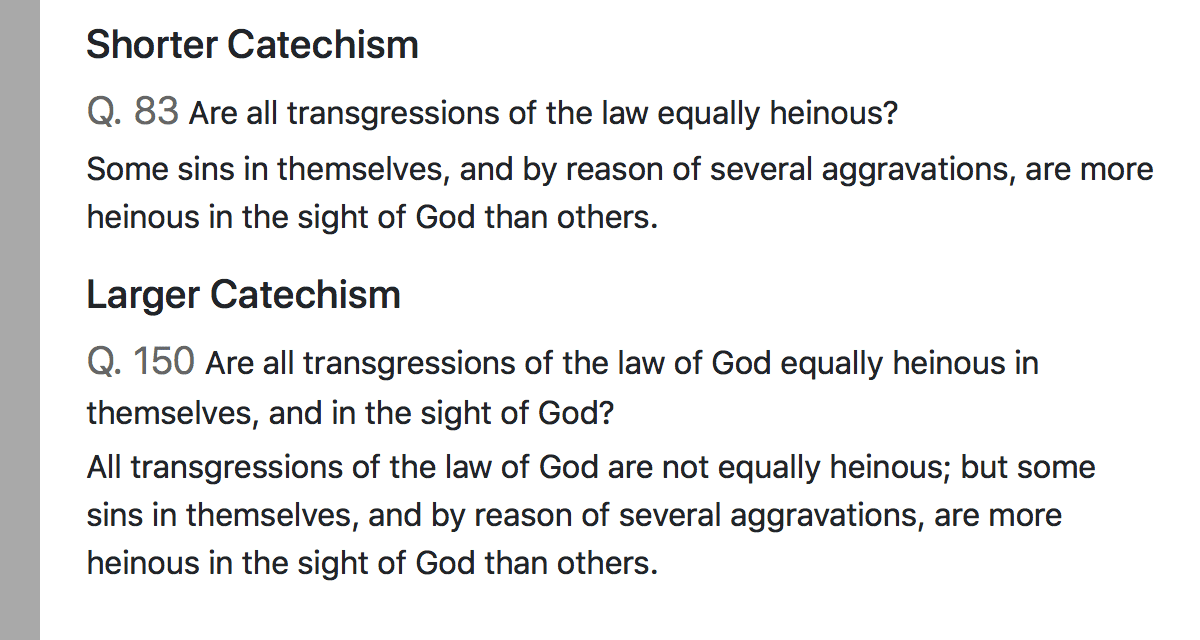 Shorter Catechism
Q. 83 Are all transgressions of the law equally heinous?
Some sins in themselves, and by reason of several aggravations, are more
heinous in the sight of God than others.
Larger Catechism
Q. 150 Are all transgressions of the law of God equally heinous in
themselves, and in the sight of God?
All transgressions of the law of God are not equally heinous; but some
sins in themselves, and by reason of several aggravations, are more
heinous in the sight of God than others.